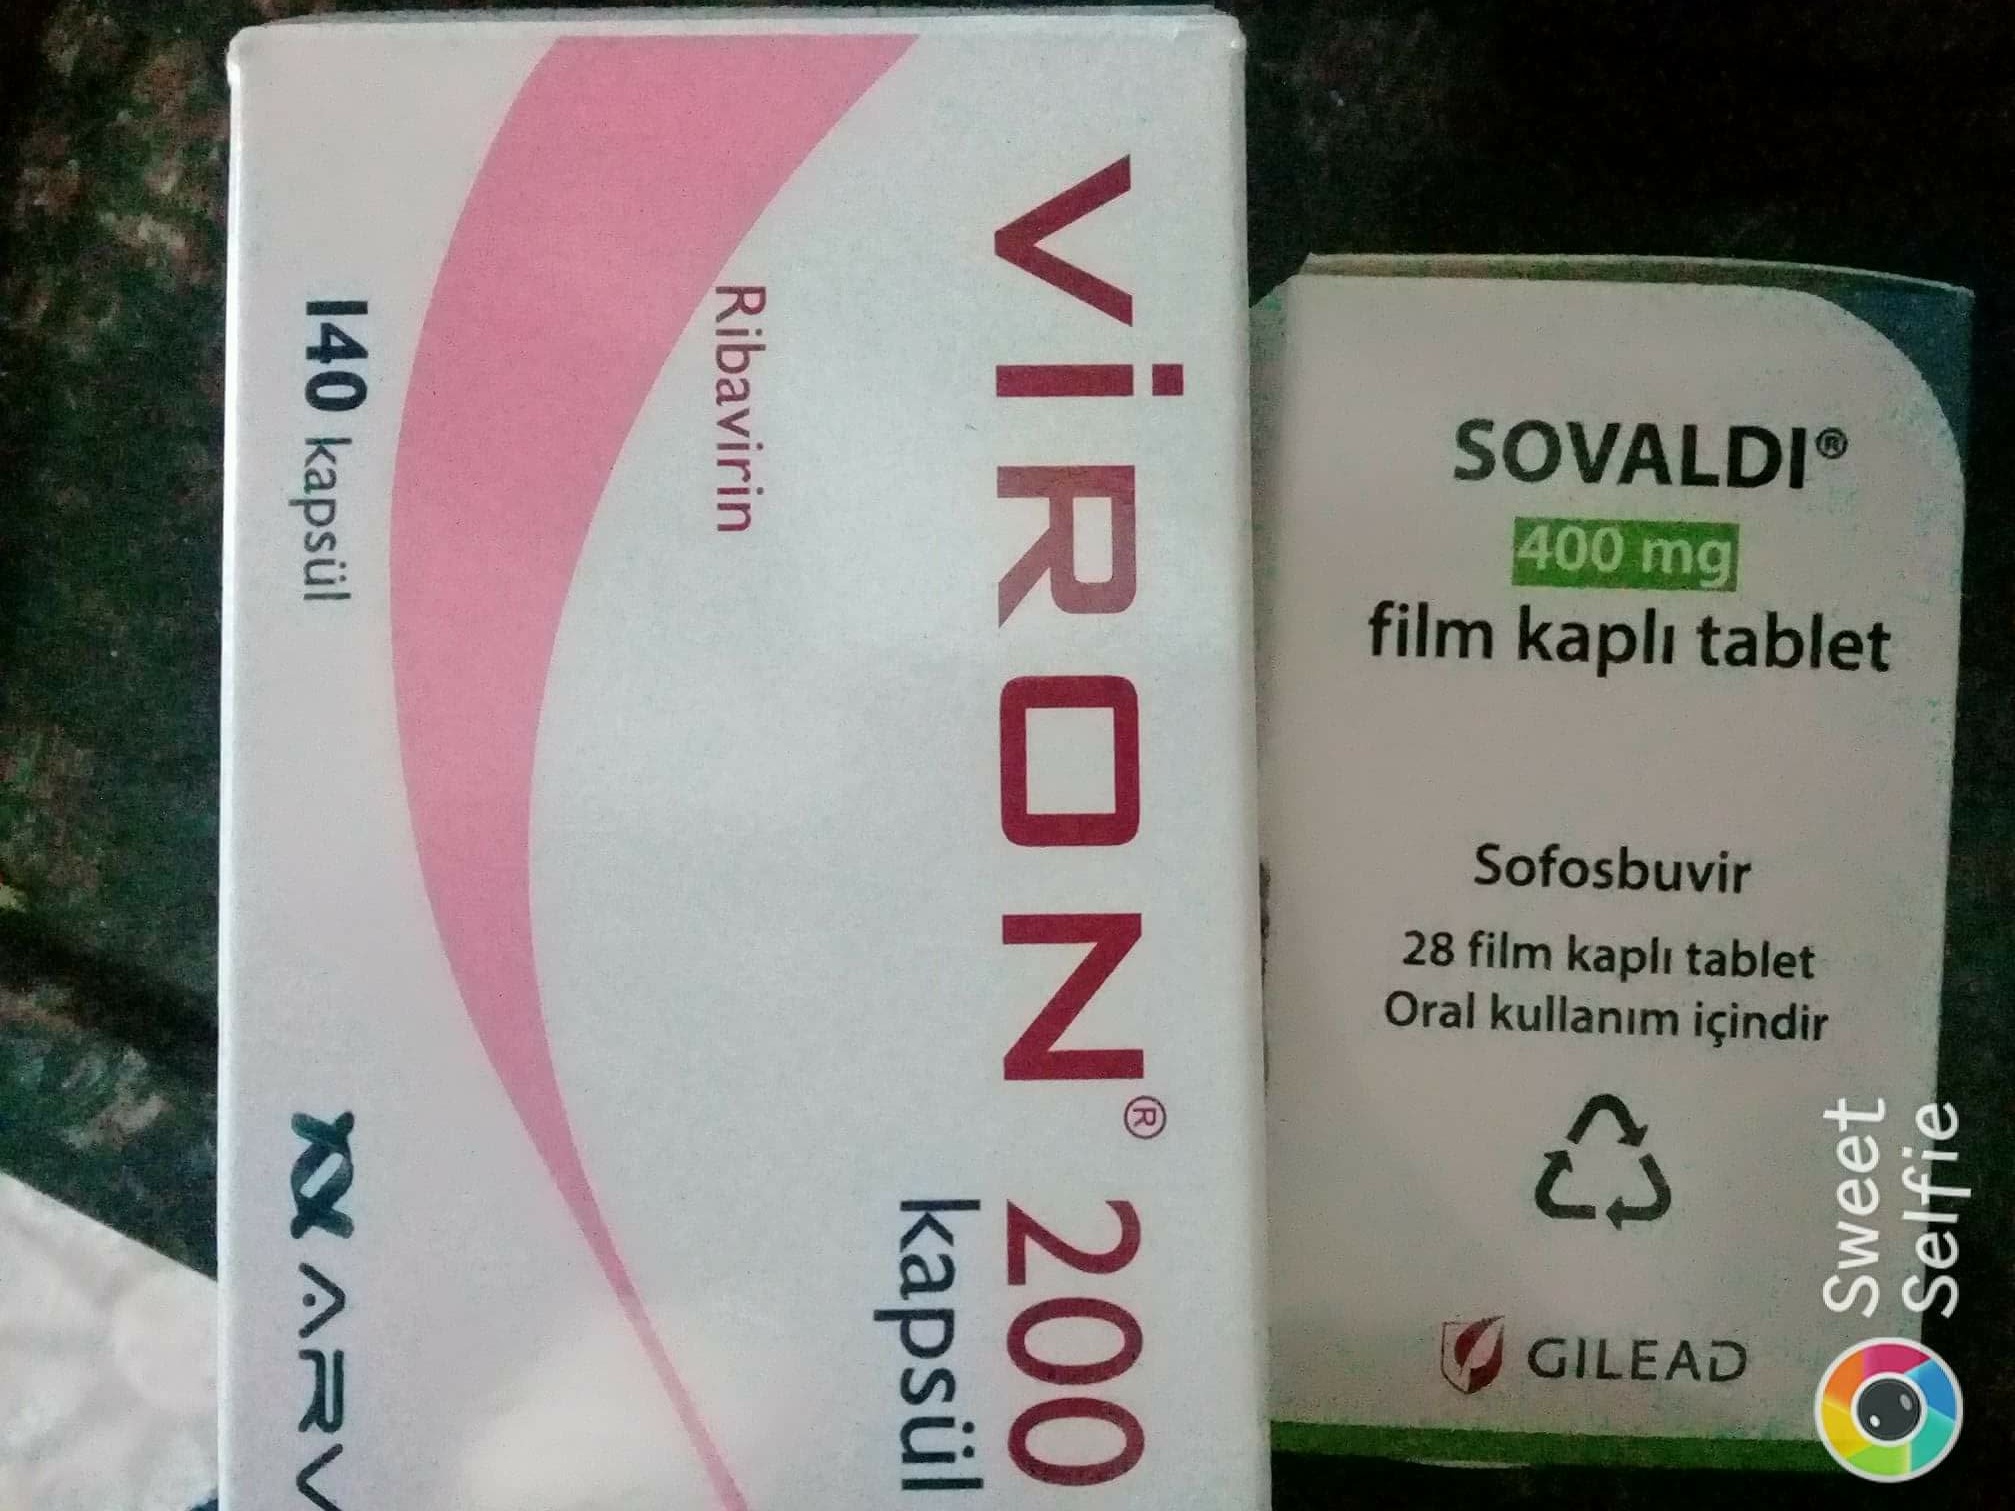 ViRON® 200
kapsül
Ribavirin
140 kapsül
ARV
SOVALDI®
400 mg
film kaplı tablet
Sofosbuvir
28 film kaplı tablet
Oral kullanım içindir
GILEAD
Sweet
Selfie